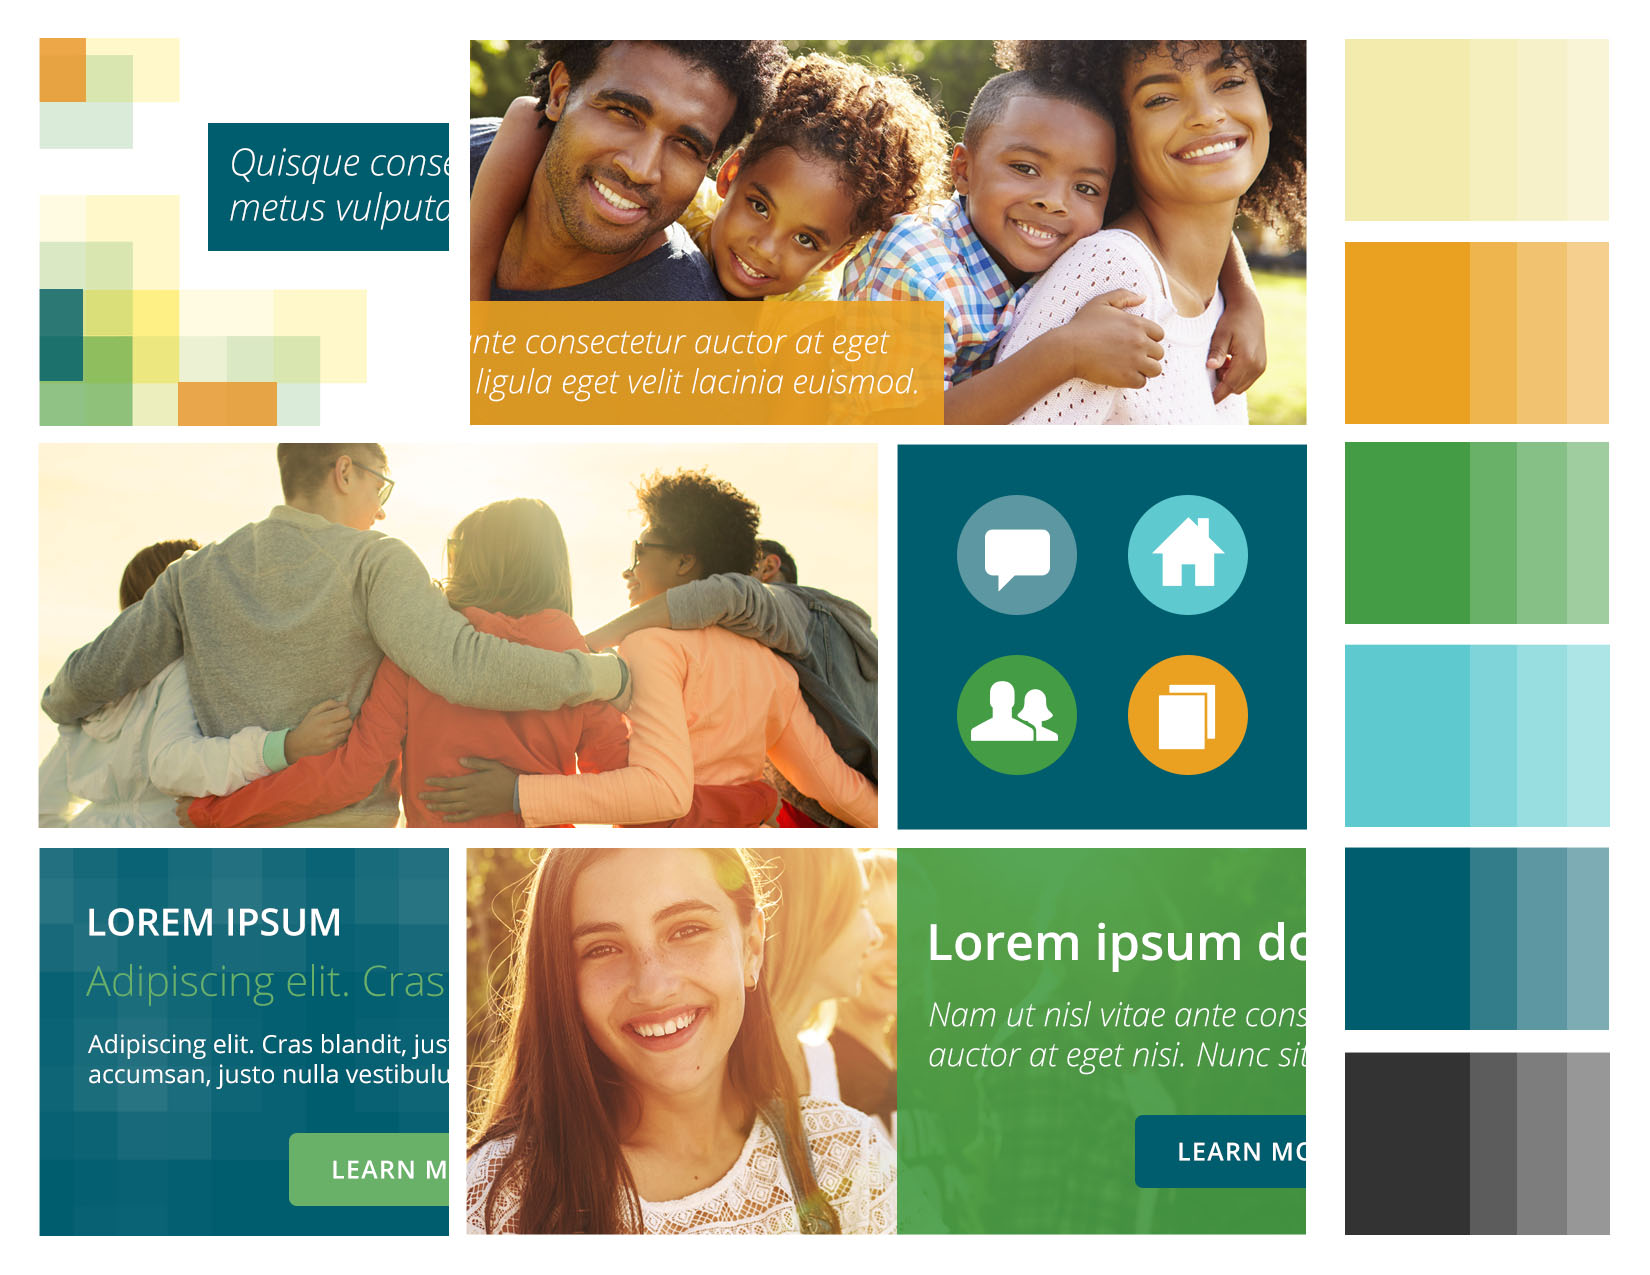 Quisque conse
metus vulputa
ante consectetur auctor at eget
ligula eget velit lacinia euismod.
LOREM IPSUM
Adipiscing elit. Cras
Adipiscing elit. Cras blandit, jus
accumsan, justo nulla vestibulu
LEARN M
Lorem ipsum do
Nam ut nisl vitae ante cons
auctor at eget nisi. Nunc sit
LEARN MO